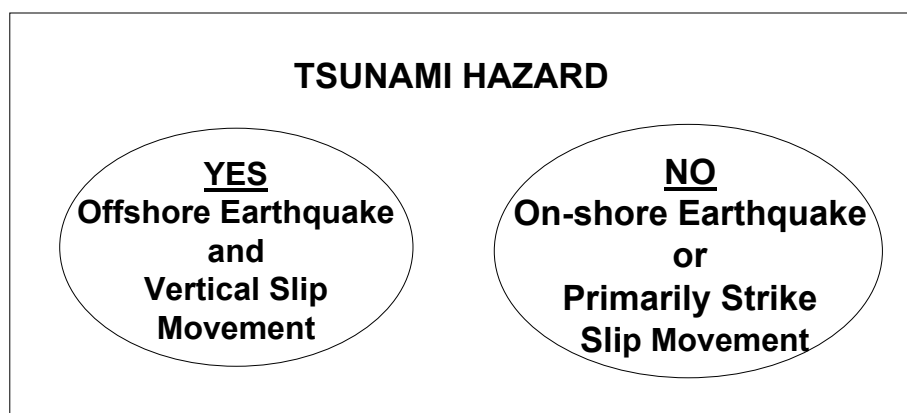 TSUNAMI HAZARD
YES
Offshore Earthquake
and
Vertical Slip
Movement
NO
On-shore Earthquake
or
Primarily Strike
Slip Movement